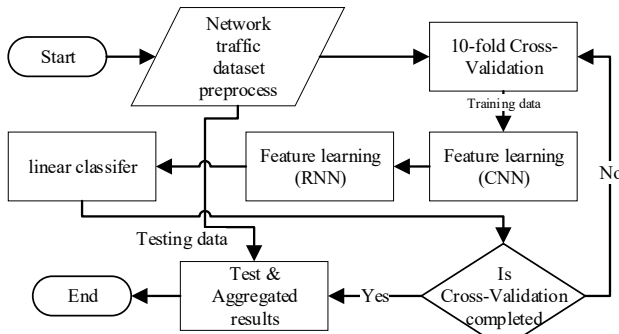 Start
Network
traffic
dataset
preprocess
10-fold Cross-
Validation
Training data
linear classifer
Feature learning
(RNN)
Feature learning
(CNN)
No
Testing data
End
Test &
Aggregated
results
Yes
Is
Cross-Validation
completed